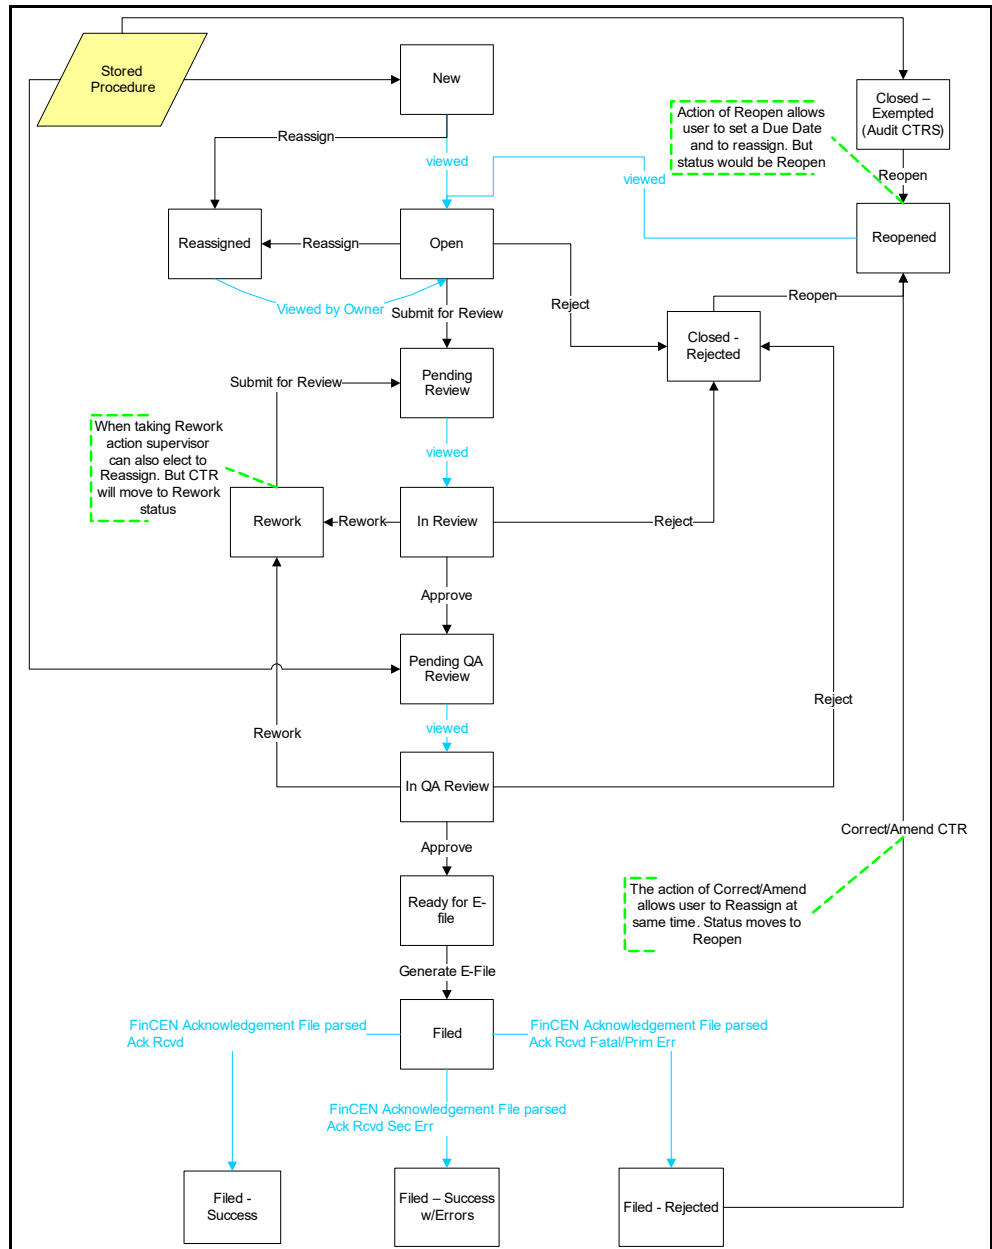 Stored
Procedure
New
Closed –
Exempted
(Audit CTRS)
Action of Reopen allows
user to set a Due Date
and to reassign. But
status would be Reopen
Reassign
viewed
viewed
Reopen
Reassigned
Reassign
Open
Reopened
Viewed by Owner
Submit for Review
Reject
Reopen
Closed -
Rejected
Submit for Review
Pending
Review
When taking Rework
action supervisor
can also elect to
Reassign. But CTR
will move to Rework
status
viewed
Rework
Rework
In Review
Reject
Approve
Pending QA
Review
Reject
viewed
Rework
In QA Review
Correct/Amend CTR
Approve
Ready for E-
file
The action of Correct/Amend
allows user to Reassign at
same time. Status moves to
Reopen
Generate E-File
FinCEN Acknowledgement File parsed
Ack Rcvd
Filed
FinCEN Acknowledgement File parsed
Ack Rcvd Fatal/Prim Err
FinCEN Acknowledgement File parsed
Ack Rcvd Sec Err
Filed -
Success
Filed – Success
w/Errors
Filed - Rejected